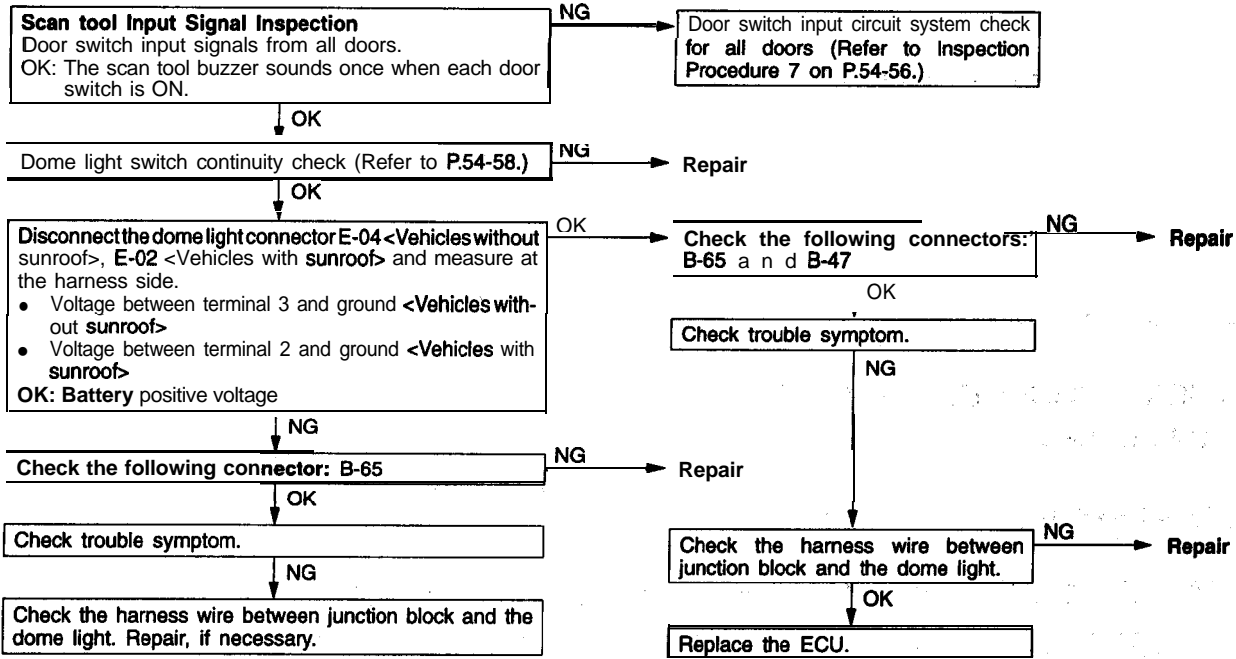 Scan tool Input Signal Inspection
Door switch input signals from all doors.
OK: The scan tool buzzer sounds once when each door
switch is ON.
NG
Door switch input circuit system check
for all doors (Refer to Inspection
Procedure 7 on P.54-56.)
OK
Dome light switch continuity check (Refer to P.54-58.)
NG
Repair
OK
Disconnect the dome light connector E-04 <Vehicles without
sunroof>, E-02 <Vehicles with sunroof> and measure at
the harness side.
• Voltage between terminal 3 and ground <Vehicles with-
out sunroof>
• Voltage between terminal 2 and ground <Vehicles with
sunroof>
OK: Battery positive voltage
OK
Check the following connectors:
B-65 and B-47
NG
Repair
OK
Check trouble symptom.
NG
NG
Check the following connector: B-65
NG
Repair
OK
Check trouble symptom.
NG
Check the harness wire between junction block and the
dome light. Repair, if necessary.
Check the harness wire between
junction block and the dome light.
NG
Repair
OK
Replace the ECU.